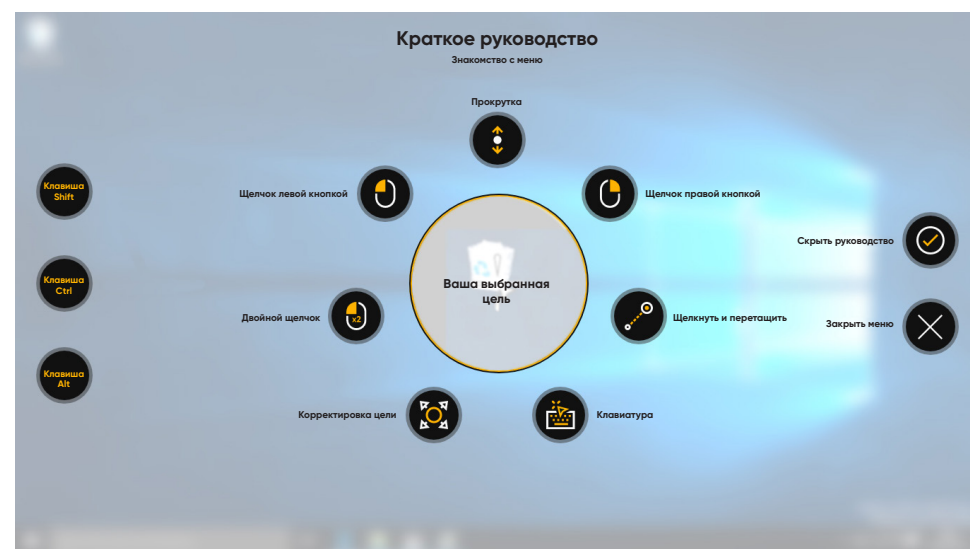 Краткое руководство
Знакомство с меню
Прокрутка
Клавиша
Shift
Щелчок левой кнопкой
Щелчок правой кнопкой
Скрыть руководство
Клавиша
Ctrl
Ваша выбранная
цель
Двойной щелчок
x2
Щелкнуть и перетащить
Закрыть меню
Клавиша
Alt
Корректировка цели
Клавиатура